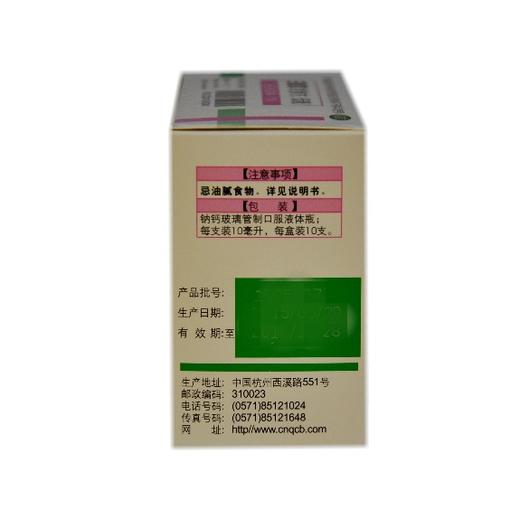 【注意事项】
忌油腻食物。详见说明书。
【包 装】
钠钙玻璃管制口服液体瓶；
每支装10毫升，每盒装10支。
产品批号:
生产日期:
有 效 期:至 28
生产地址: 中国杭州西溪路551号
邮政编码: 310023
电话号码: (0571)85121024
传真号码: (0571)85121648
网 址: http//www.cnqcb.com